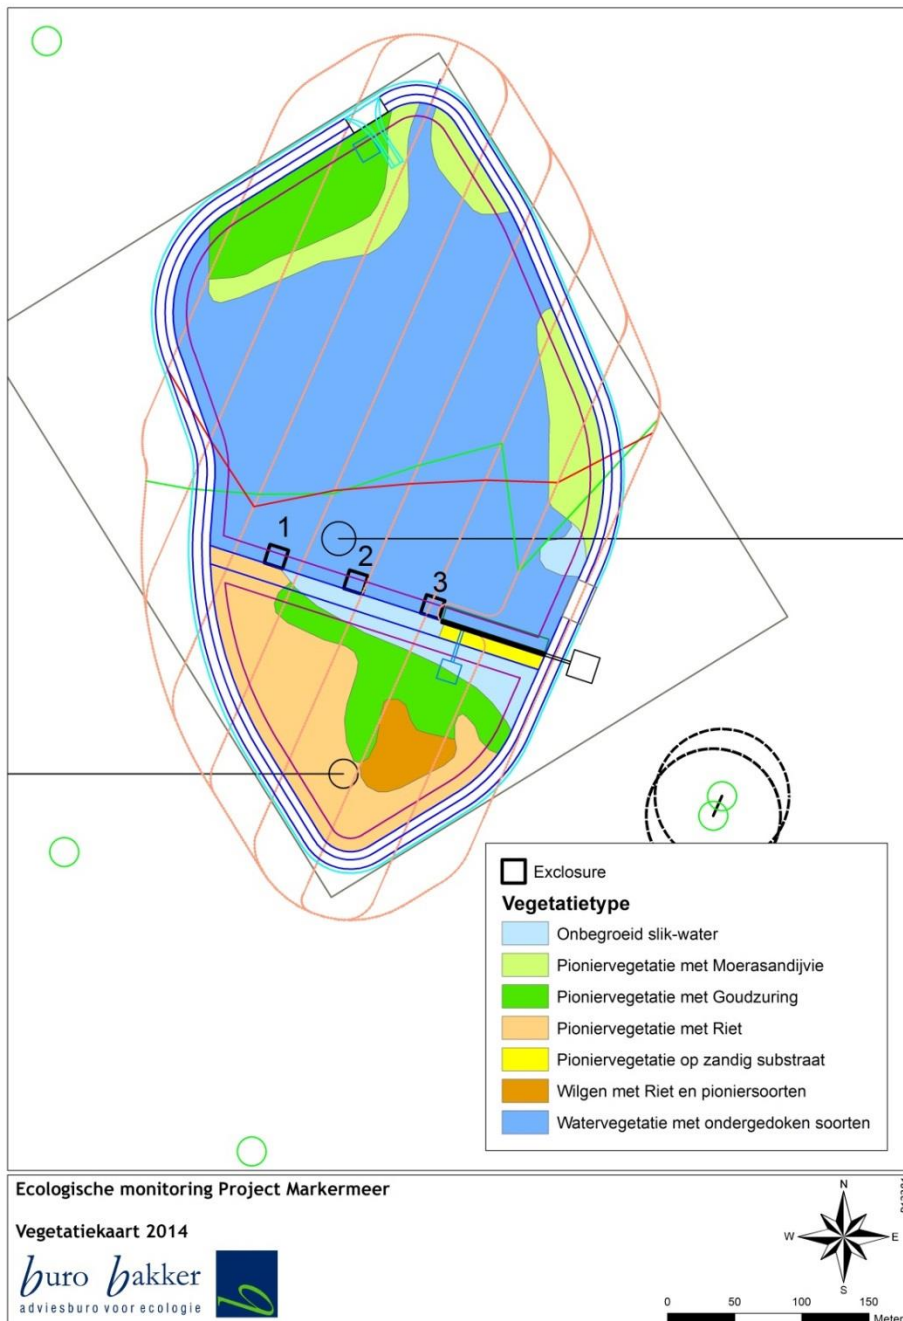 1
2
3
Exclosure
Vegetatietype
Onbegroeid slik-water
Pioniervegetatie met Moerasandijvie
Pioniervegetatie met Goudzuring
Pioniervegetatie met Riet
Pioniervegetatie op zandig substraat
Wilgen met Riet en pioniersoorten
Watervegetatie met ondergedoken soorten
Ecologische monitoring Project Markermeer
Vegetatiekaart 2014
buro bakker
adviesburo voor ecologie
b
N
W E
S
0 50 100 150
Meter